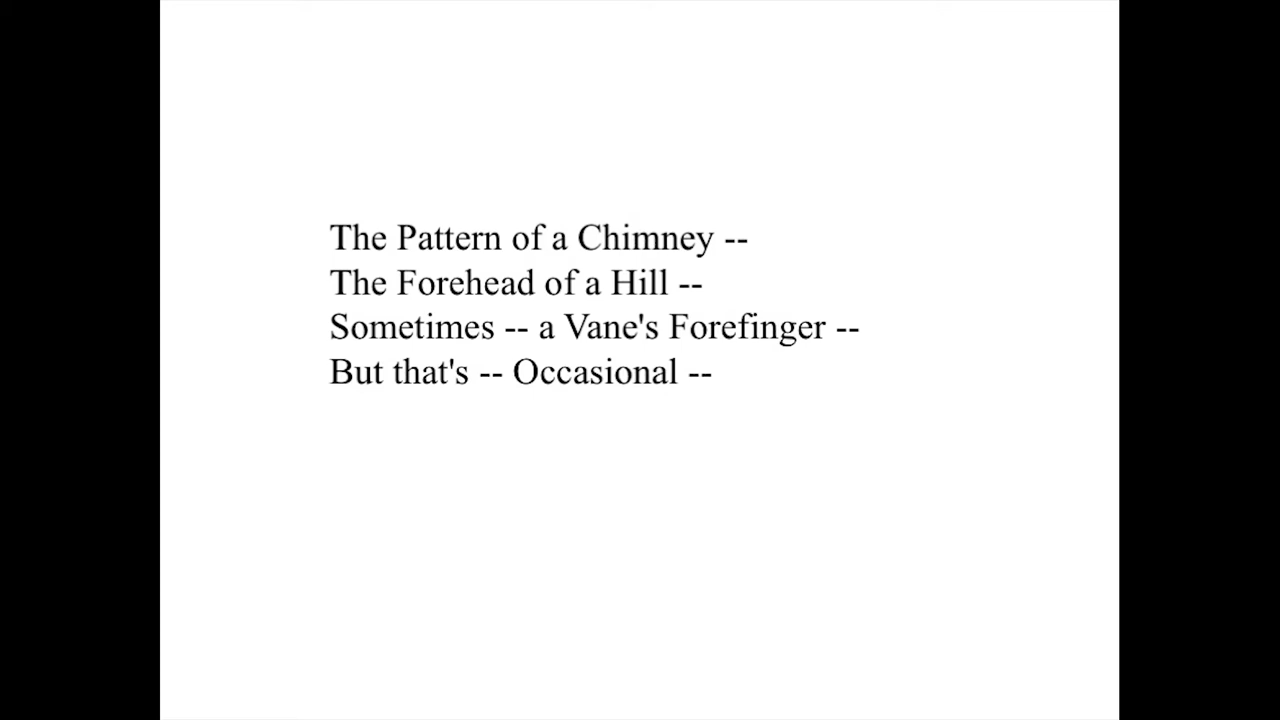 The Pattern of a Chimney --
The Forehead of a Hill --
Sometimes -- a Vane's Forefinger --
But that's -- Occasional --